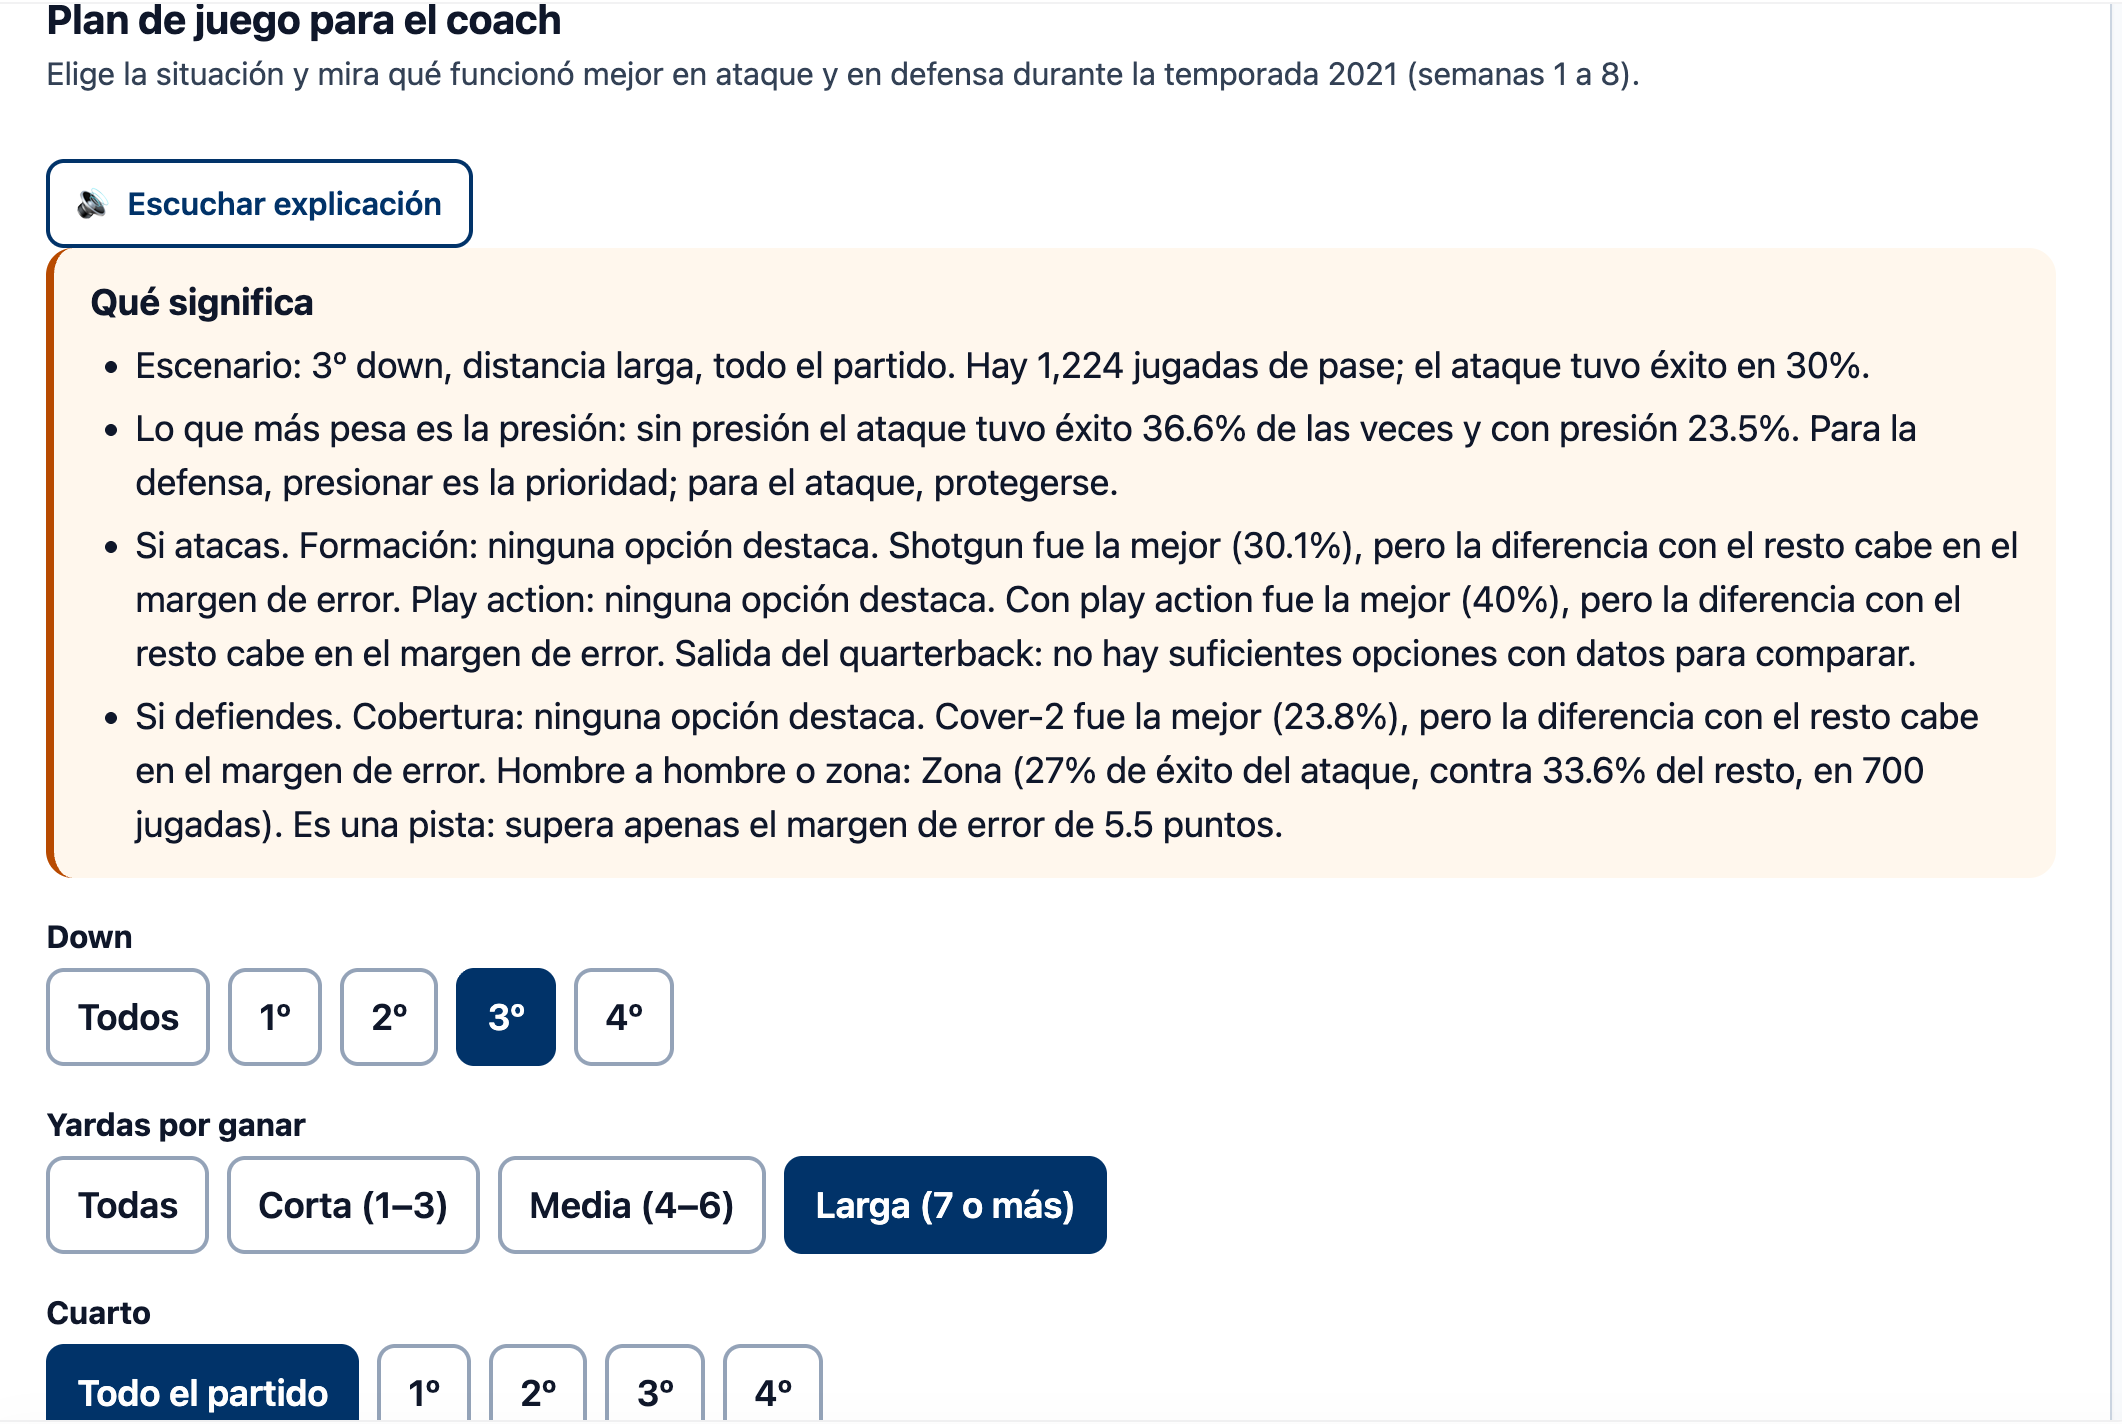 Plan de juego para el coach
Elige la situación y mira qué funcionó mejor en ataque y en defensa durante la temporada 2021 (semanas 1 a 8).
Escuchar explicación
Qué significa
• Escenario: 3º down, distancia larga, todo el partido. Hay 1,224 jugadas de pase; el ataque tuvo éxito en 30%.
• Lo que más pesa es la presión: sin presión el ataque tuvo éxito 36.6% de las veces y con presión 23.5%. Para la
defensa, presionar es la prioridad; para el ataque, protegerse.
• Si atacas. Formación: ninguna opción destaca. Shotgun fue la mejor (30.1%), pero la diferencia con el resto cabe en el
margen de error. Play action: ninguna opción destaca. Con play action fue la mejor (40%), pero la diferencia con el
resto cabe en el margen de error. Salida del quarterback: no hay suficientes opciones con datos para comparar.
• Si defiendes. Cobertura: ninguna opción destaca. Cover-2 fue la mejor (23.8%), pero la diferencia con el resto cabe
en el margen de error. Hombre a hombre o zona: Zona (27% de éxito del ataque, contra 33.6% del resto, en 700
jugadas). Es una pista: supera apenas el margen de error de 5.5 puntos.
Down
Todos 1º 2º 3º 4º
Yardas por ganar
Todas Corta (1–3) Media (4–6) Larga (7 o más)
Cuarto
Todo el partido 1º 2º 3º 4º